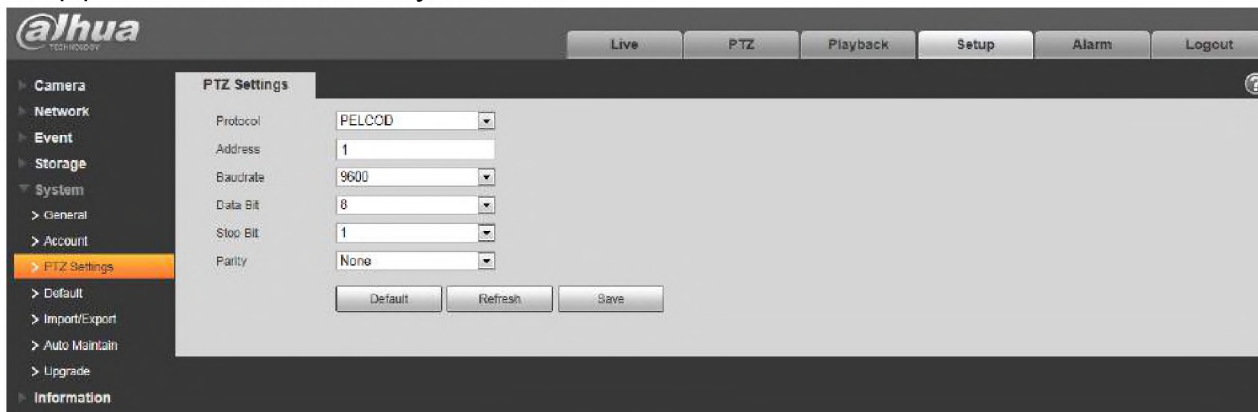 alhua
TECHNOLOGY
Live PTZ Playback Setup Alarm Logout
Camera
Network
Event
Storage
System
> General
> Account
> PTZ Settings
> Default
> Import/Export
> Auto Maintain
> Upgrade
Information
PTZ Settings
Protocol PELCOD
Address 1
Baudrate 9600
Data Bit 8
Stop Bit 1
Parity None
Default Refresh Save
?